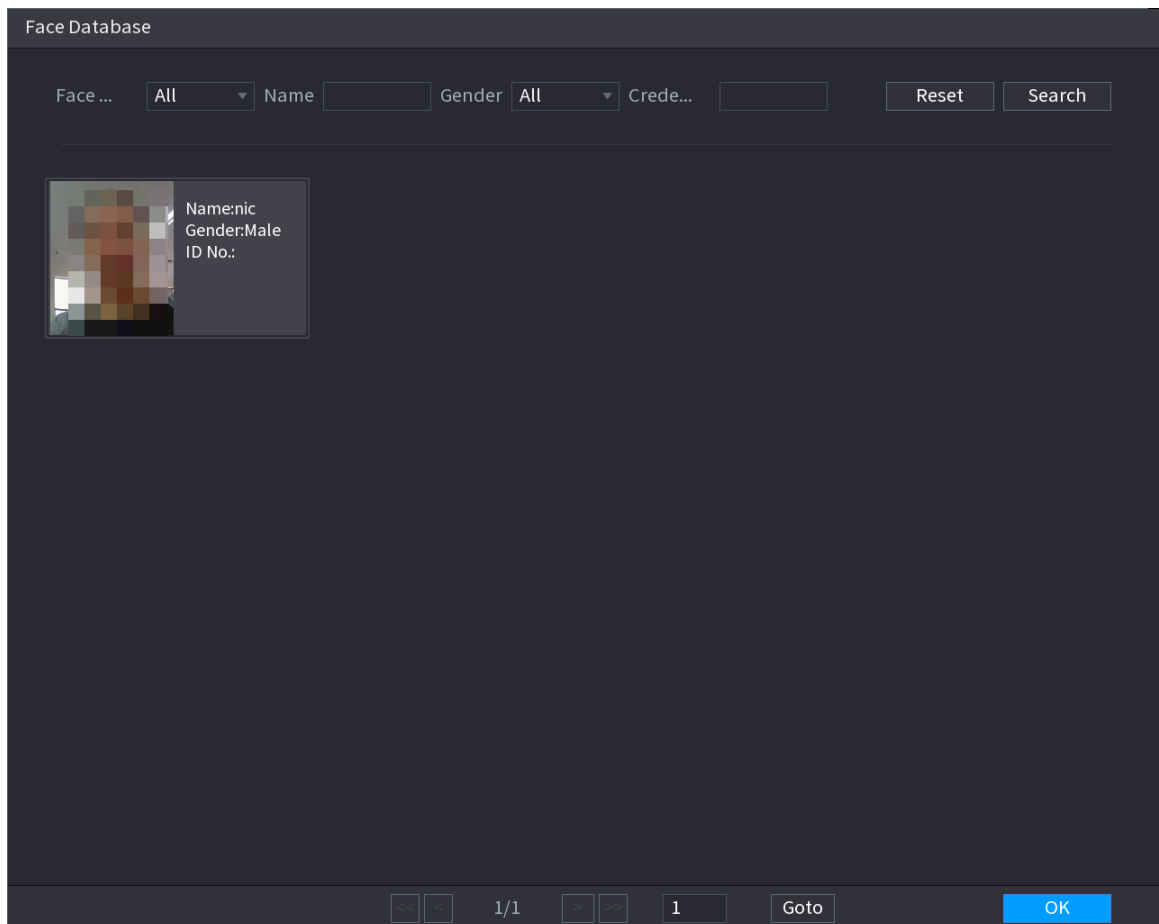 Face Database
Face ... All Name Gender All Crede... Reset Search
Name:nic
Gender:Male
ID No.:
<< < 1/1 > >> 1 Goto OK